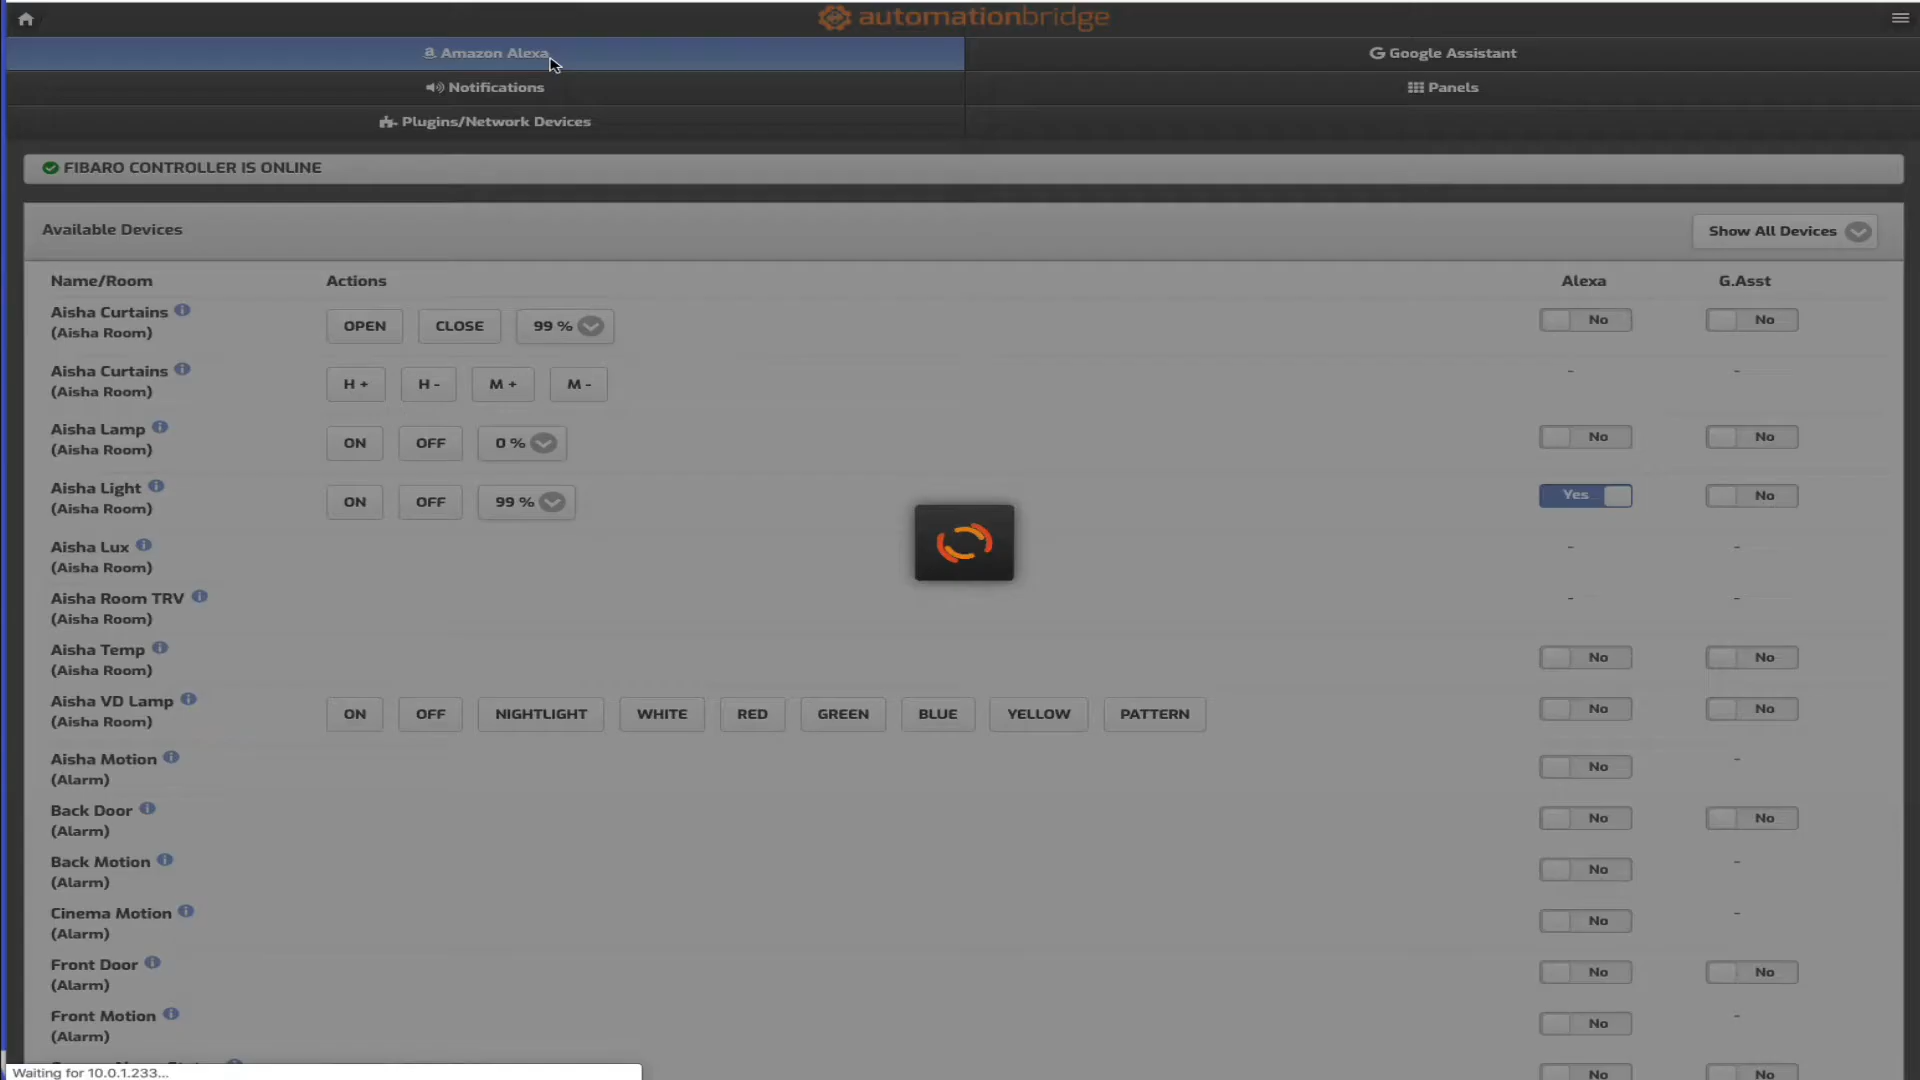 automationbridge
Amazon Alexa
Google Assistant
Notifications
Panels
Plugins/Network Devices
FIBARO CONTROLLER IS ONLINE
Available Devices
Show All Devices
Name/Room Actions Alexa G.Asst
Aisha Curtains
(Aisha Room)
OPEN CLOSE 99 % No No
Aisha Curtains
(Aisha Room)
H + H - M + M - - -
Aisha Lamp
(Aisha Room)
ON OFF 0 % No No
Aisha Light
(Aisha Room)
ON OFF 99 % Yes No
Aisha Lux
(Aisha Room)
- -
Aisha Room TRV
(Aisha Room)
- -
Aisha Temp
(Aisha Room)
No No
Aisha VD Lamp
(Aisha Room)
ON OFF NIGHTLIGHT WHITE RED GREEN BLUE YELLOW PATTERN No No
Aisha Motion
(Alarm)
No -
Back Door
(Alarm)
No No
Back Motion
(Alarm)
No -
Cinema Motion
(Alarm)
No -
Front Door
(Alarm)
No No
Front Motion
(Alarm)
No -
No No
Waiting for 10.0.1.233...